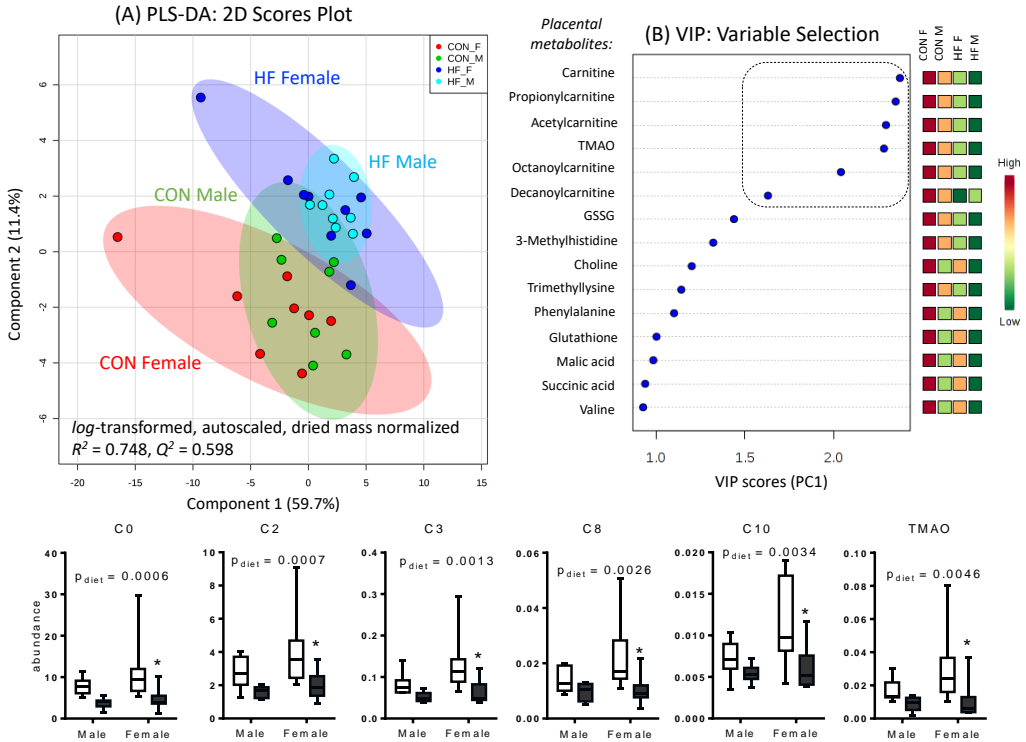 (A) PLS-DA: 2D Scores Plot
CON_F
CON_M
HF_F
HF_M
HF Female
HF Male
CON Male
CON Female
6
4
2
0
-2
-4
-6
Component 2 (11.4%)
log-transformed, autoscaled, dried mass normalized
R² = 0.748, Q² = 0.598
-20
-15
-10
-5
0
5
10
15
Component 1 (59.7%)
Placental
metabolites:
(B) VIP: Variable Selection
CON F
CON M
HF F
HF M
Carnitine
Propionylcarnitine
Acetylcarnitine
TMAO
Octanoylcarnitine
Decanoylcarnitine
GSSG
3-Methylhistidine
Choline
Trimethyllysine
Phenylalanine
Glutathione
Malic acid
Succinic acid
Valine
High
Low
1.0
1.5
2.0
VIP scores (PC1)
C0
40
30
20
10
0
abundance
p diet = 0.0006
*
Male Female
C2
10
8
6
4
2
0
p diet = 0.0007
*
Male Female
C3
0.4
0.3
0.2
0.1
0.0
p diet = 0.0013
*
Male Female
C8
0.06
0.04
0.02
0.00
p diet = 0.0026
*
Male Female
C10
0.020
0.015
0.010
0.005
0.000
p diet = 0.0034
*
Male Female
TMAO
0.10
0.08
0.06
0.04
0.02
0.00
p diet = 0.0046
*
Male Female